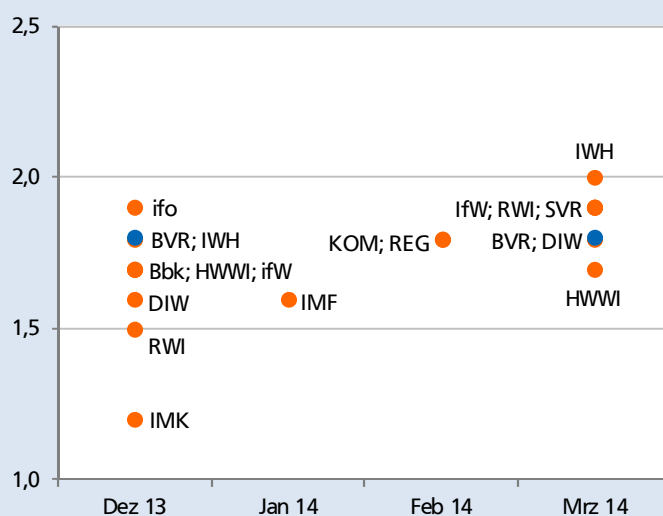 2,5
2,0
1,5
1,0
ifo
BVR; IWH
Bbk; HWWI; ifW
DIW
RWI
IMK
IMF
KOM; REG
IWH
IfW; RWI; SVR
BVR; DIW
HWWI
Dez 13
Jan 14
Feb 14
Mrz 14